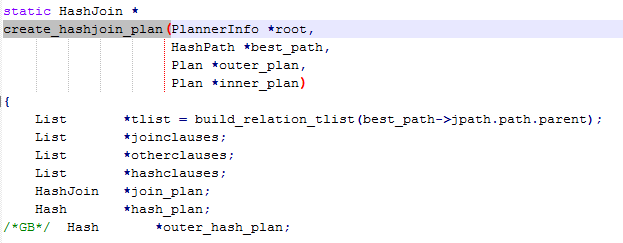 static HashJoin *
create_hashjoin_plan(PlannerInfo *root,
HashPath *best_path,
Plan *outer_plan,
Plan *inner_plan)
{
List *tlist = build_relation_tlist(best_path->jpath.path.parent);
List *joinclauses;
List *otherclauses;
List *hashclauses;
HashJoin *join_plan;
Hash *hash_plan;
/*GB*/ Hash *outer_hash_plan;